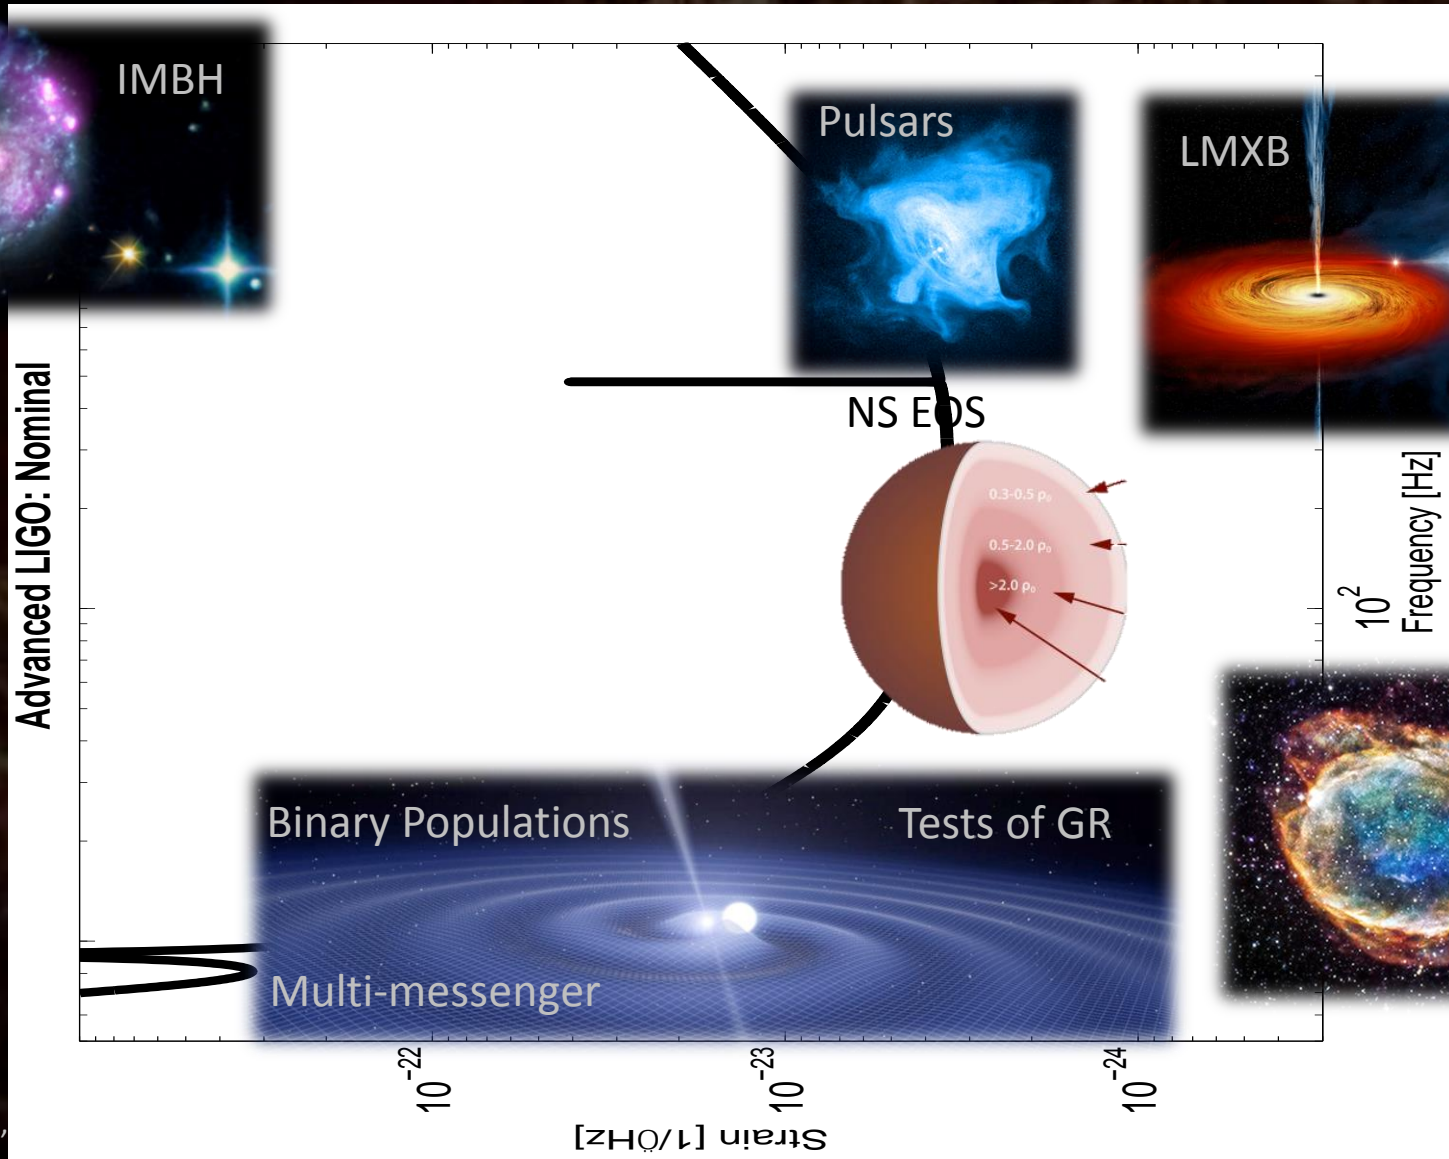 IMBH
Pulsars
LMXB
Advanced LIGO: Nominal
NS EOS
0.3-0.5 ρ₀
0.5-2.0 ρ₀
>2.0 ρ₀
10²
Frequency [Hz]
Binary Populations
Tests of GR
Multi-messenger
10⁻²²
10⁻²³
10⁻²⁴
Strain [1/ÖHz]
,